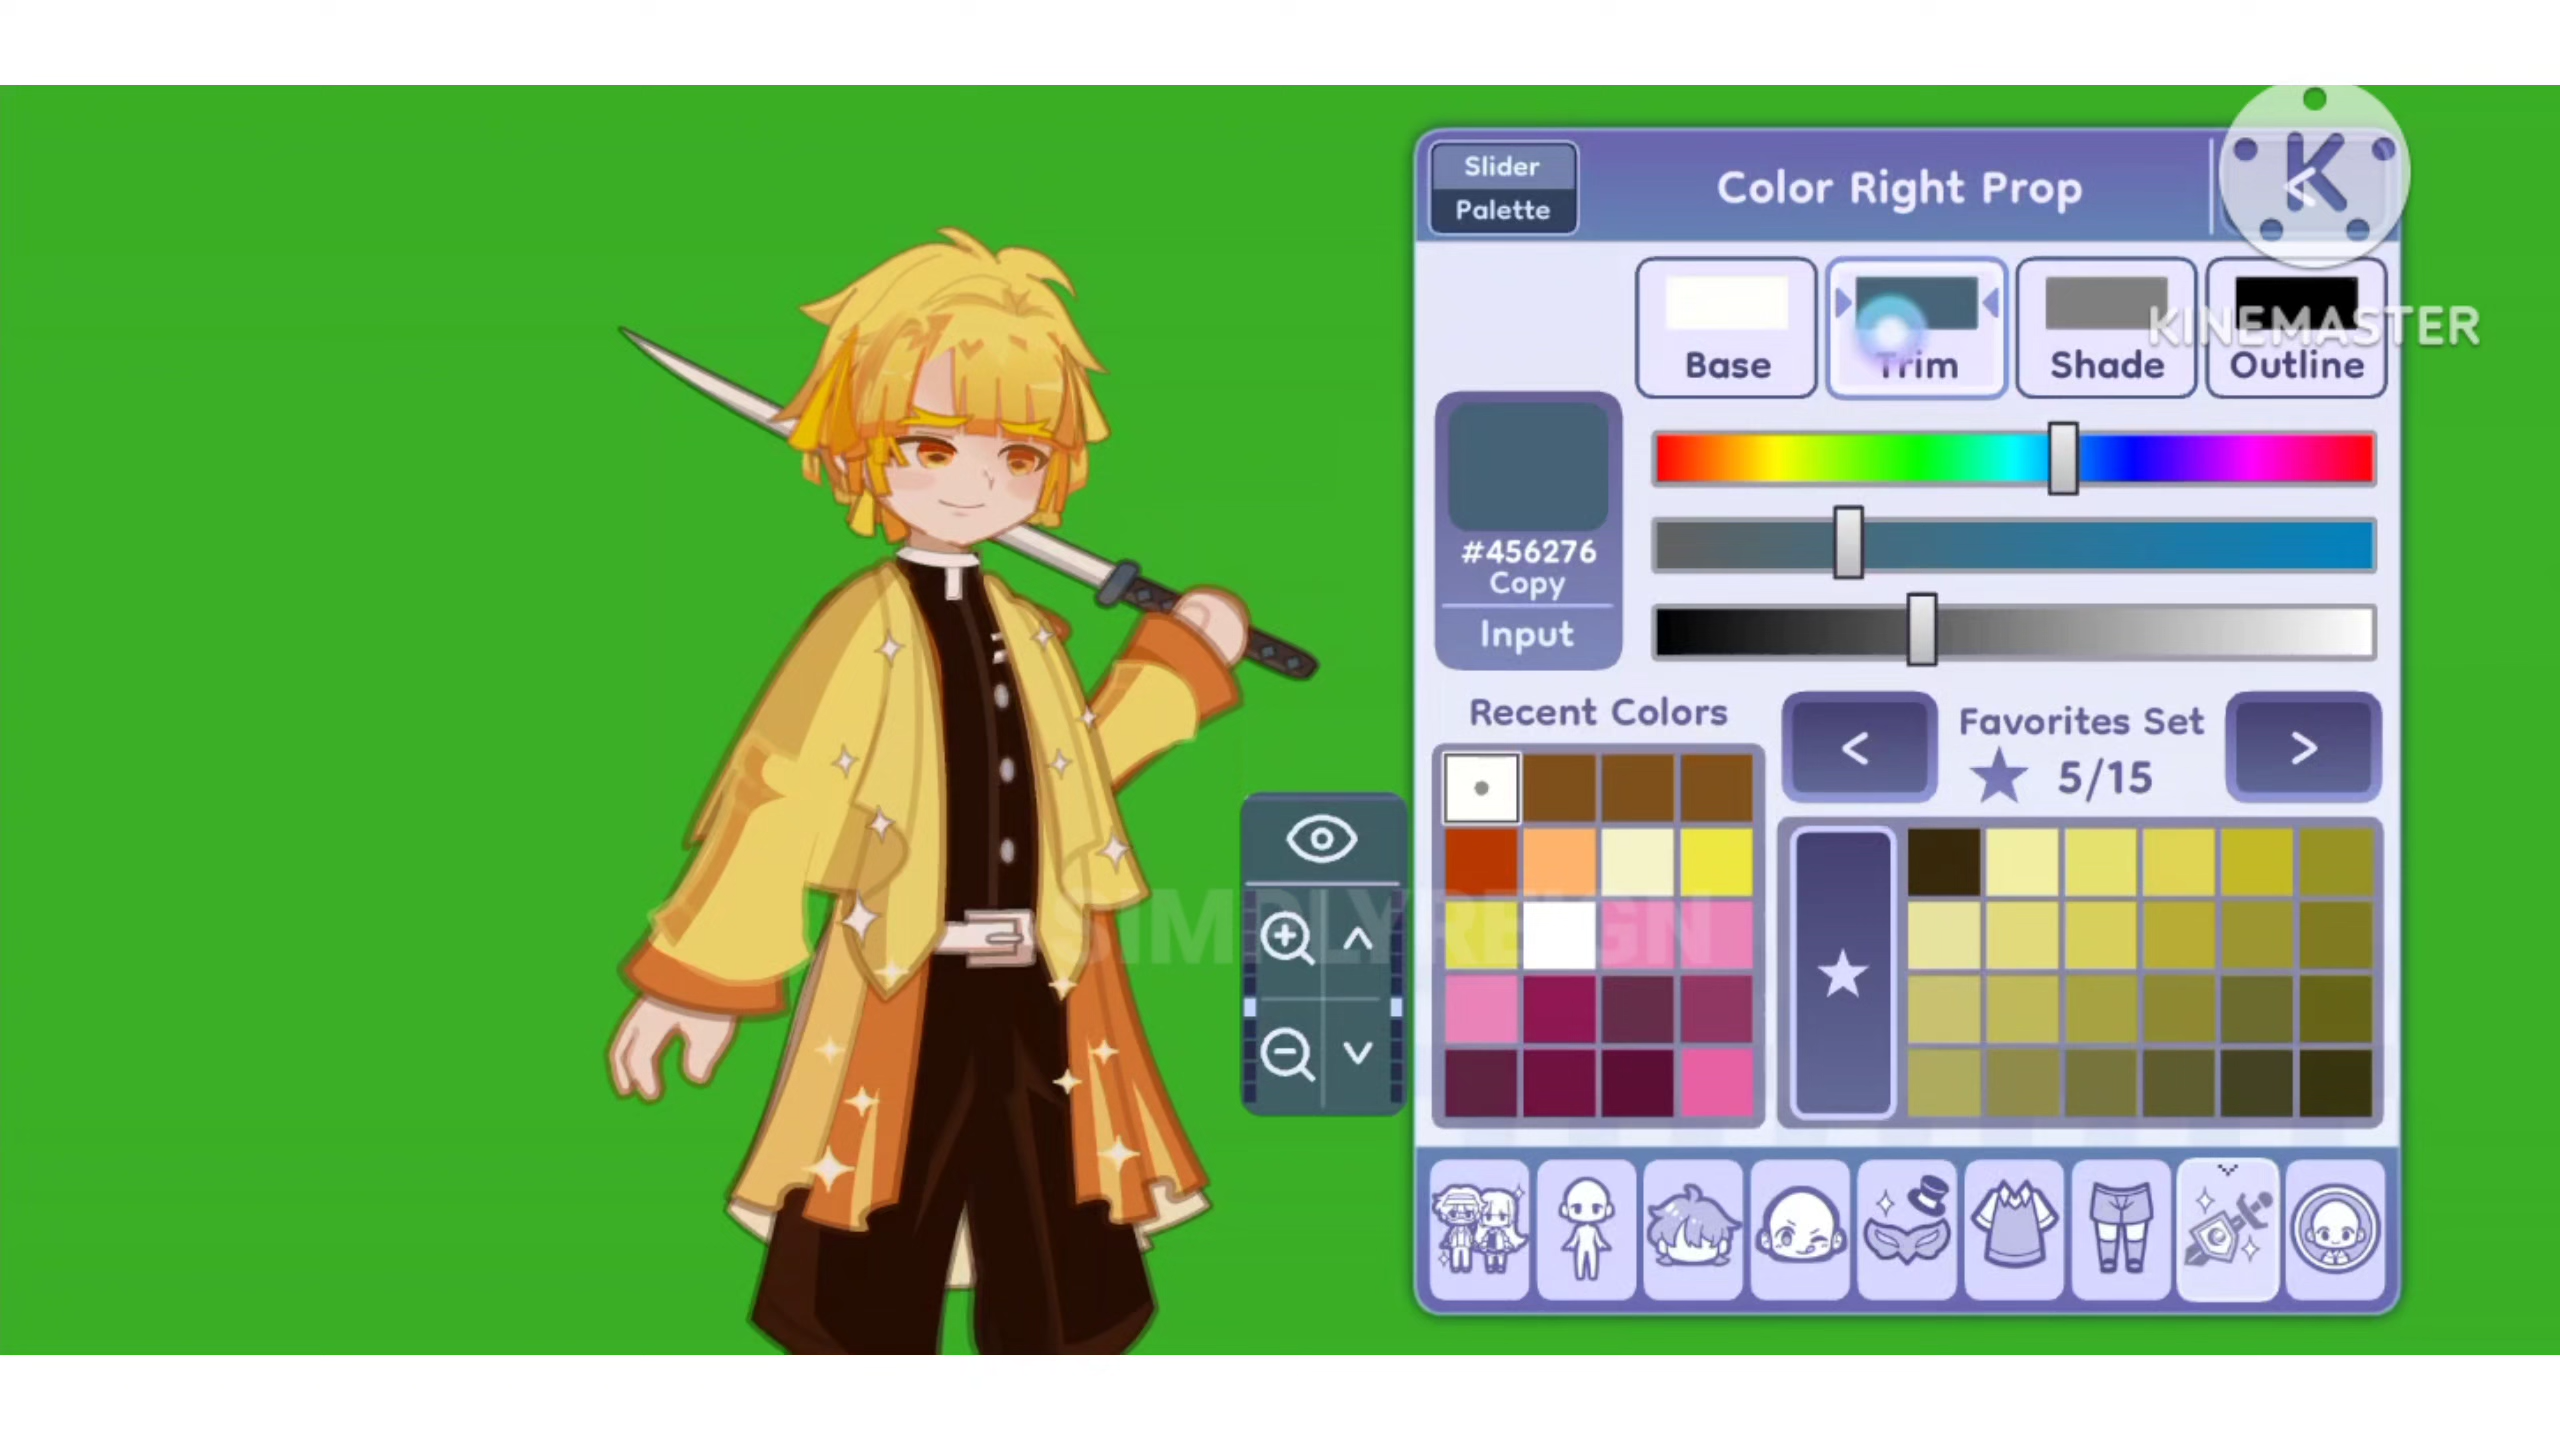 Slider
Palette
Color Right Prop
K
KINEMASTER
Base
Trim
Shade
Outline
#456276
Copy
Input
Recent Colors
Favorites Set
5/15
SIMPLYREIGN